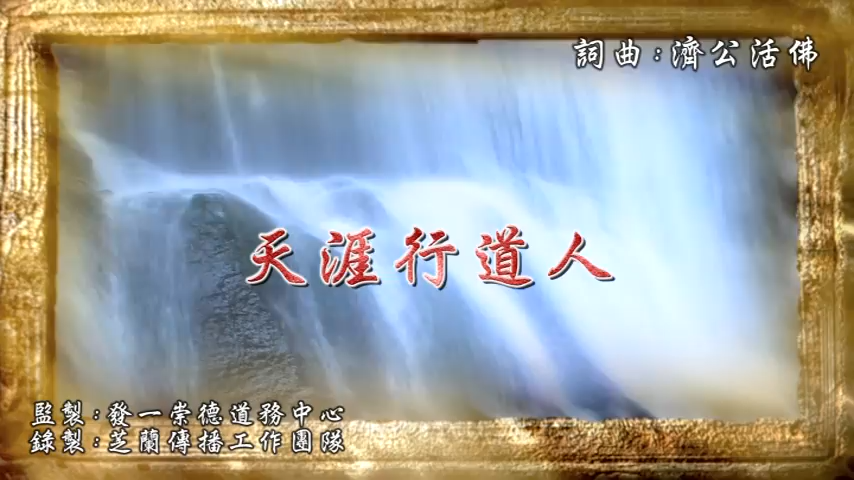 詞曲:濟公活佛
天涯行道人
監製:發一崇德道務中心
錄製:芝蘭傳播工作團隊